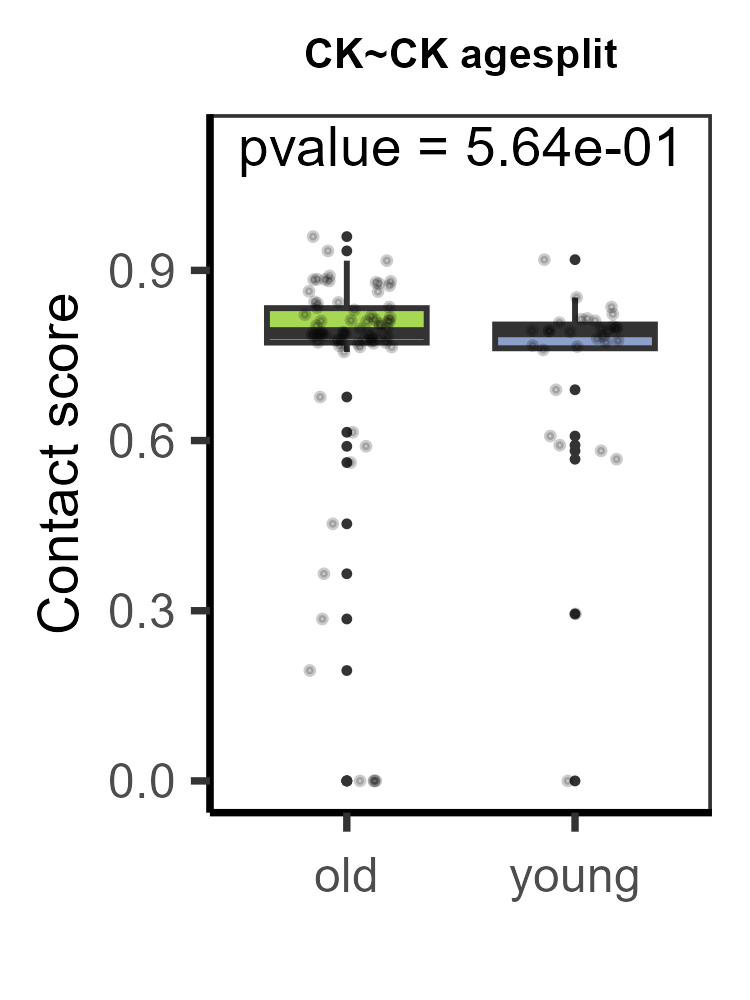 CK~CK agesplit
pvalue = 5.64e-01
Contact score
0.9
0.6
0.3
0.0
old
young